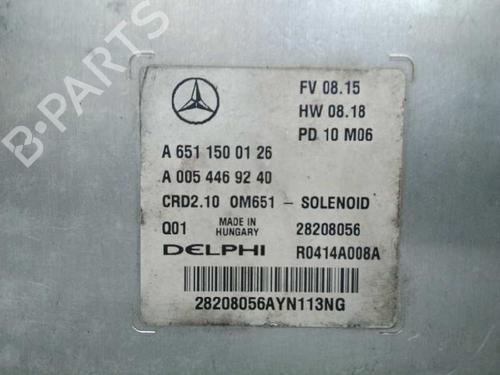 B-PARTS
FV 08.15
HW 08.18
PD 10 M06
A 651 150 01 26
A 005 446 92 40
CRD2.10 OM651 - SOLENOID
Q01 MADE IN HUNGARY 28208056
DELPHI R0414A008A
28208056AYN113NG